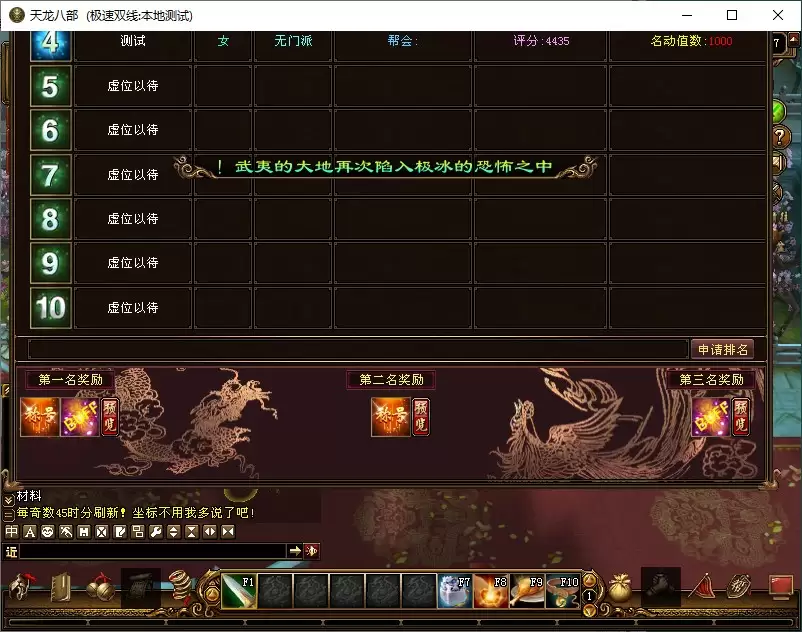 天龙八部 (极速双线:本地测试)
4 测试 女 无门派 帮会: 评分:4435 名动值数:1000 7
5 虚位以待
6 虚位以待
！武夷的大地再次陷入极冰的恐怖之中
7 虚位以待
8 虚位以待
9 虚位以待
10 虚位以待
申请排名
第一名奖励 第二名奖励 第三名奖励
称号 BUFF 预览 称号 预览 BUFF 预览
材料
每奇数45时分刷新！坐标不用我多说了吧！
中 A M
近
F1 F7 F8 F9 F10
1